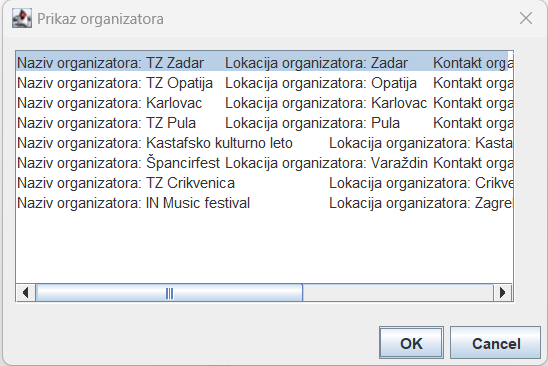 Prikaz organizatora
Naziv organizatora: TZ Zadar Lokacija organizatora: Zadar Kontakt orga
Naziv organizatora: TZ Opatija Lokacija organizatora: Opatija Kontakt orga
Naziv organizatora: Karlovac Lokacija organizatora: Karlovac Kontakt orga
Naziv organizatora: TZ Pula Lokacija organizatora: Pula Kontakt orga
Naziv organizatora: Kastafsko kulturno leto Lokacija organizatora: Kasta
Naziv organizatora: Špancirfest Lokacija organizatora: Varaždin Kontakt orga
Naziv organizatora: TZ Crikvenica Lokacija organizatora: Crikve
Naziv organizatora: IN Music festival Lokacija organizatora: Zagre
OK Cancel